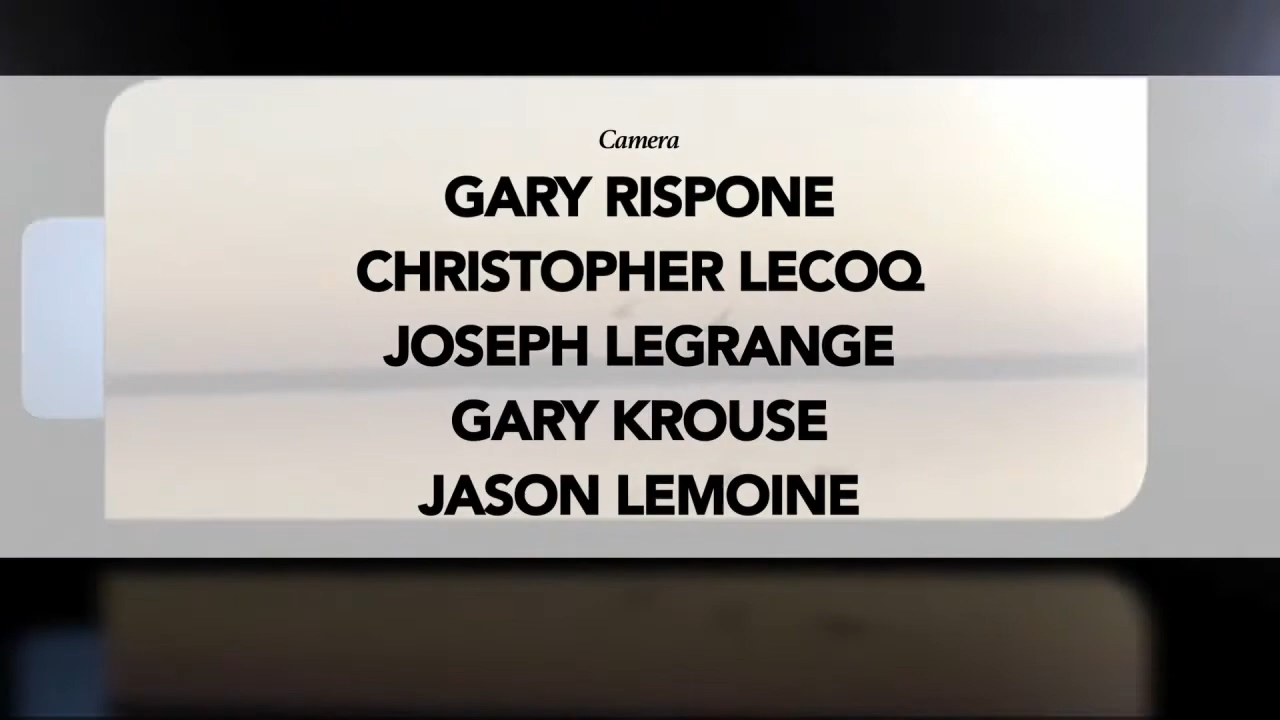 Camera
GARY RISPONE
CHRISTOPHER LECOQ
JOSEPH LEGRANGE
GARY KROUSE
JASON LEMOINE